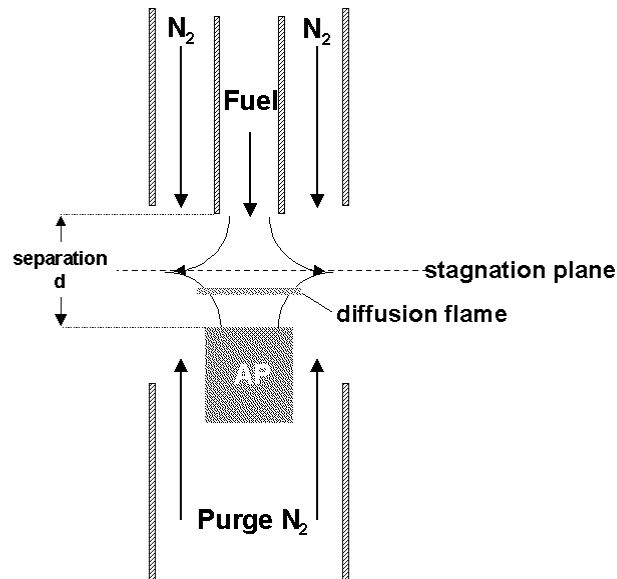 N2
N2
Fuel
separation
d
stagnation plane
diffusion flame
AP
Purge N2